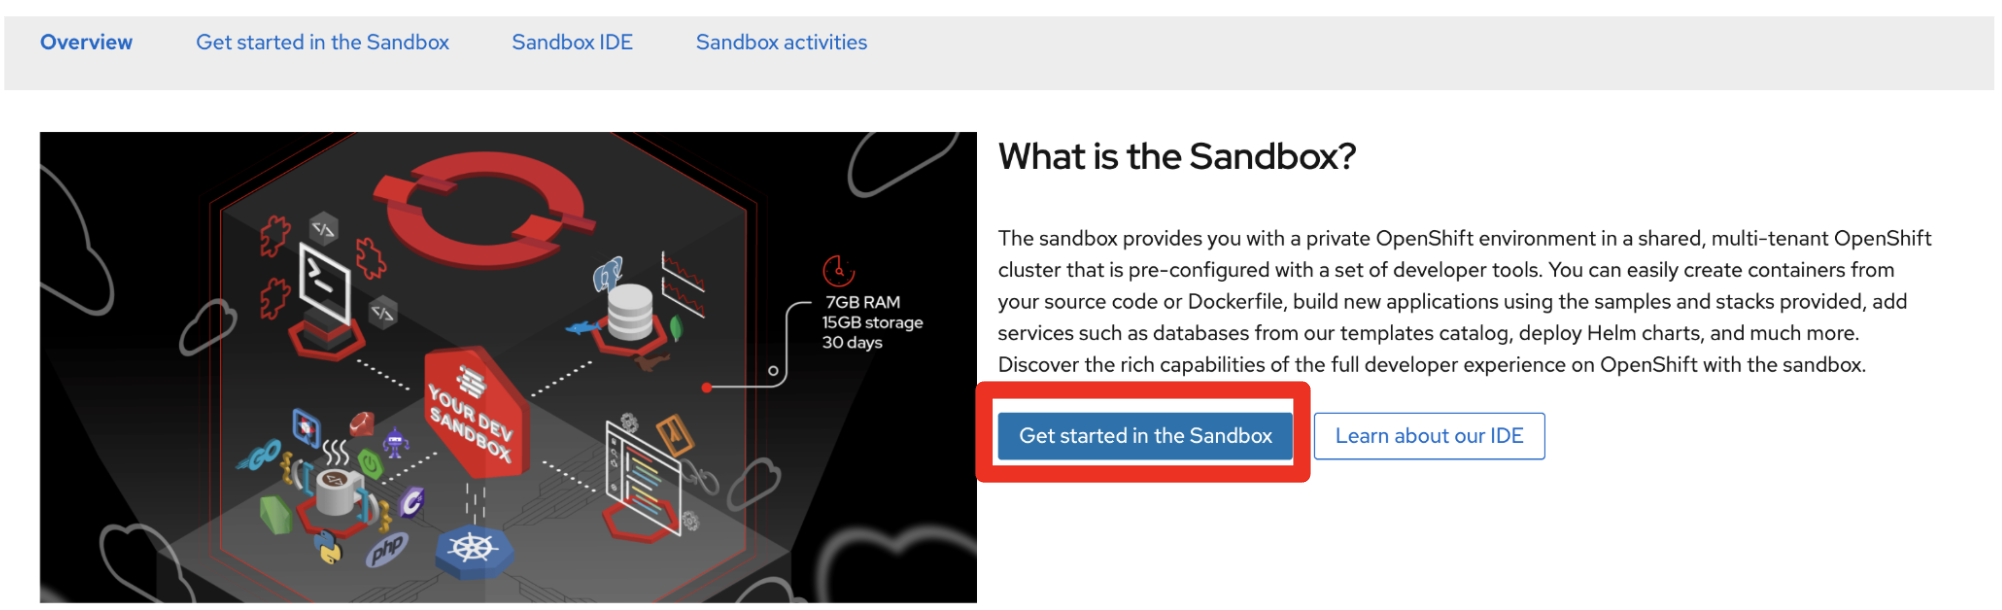 Overview
Get started in the Sandbox
Sandbox IDE
Sandbox activities
7GB RAM
15GB storage
30 days
YOUR DEV
SANDBOX
GO
C
php
What is the Sandbox?
The sandbox provides you with a private OpenShift environment in a shared, multi-tenant OpenShift
cluster that is pre-configured with a set of developer tools. You can easily create containers from
your source code or Dockerfile, build new applications using the samples and stacks provided, add
services such as databases from our templates catalog, deploy Helm charts, and much more.
Discover the rich capabilities of the full developer experience on OpenShift with the sandbox.
Get started in the Sandbox
Learn about our IDE